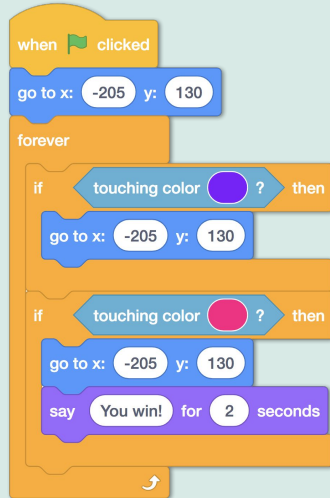 when clicked
go to x: -205 y: 130
forever
if touching color ? then
go to x: -205 y: 130
if touching color ? then
go to x: -205 y: 130
say You win! for 2 seconds